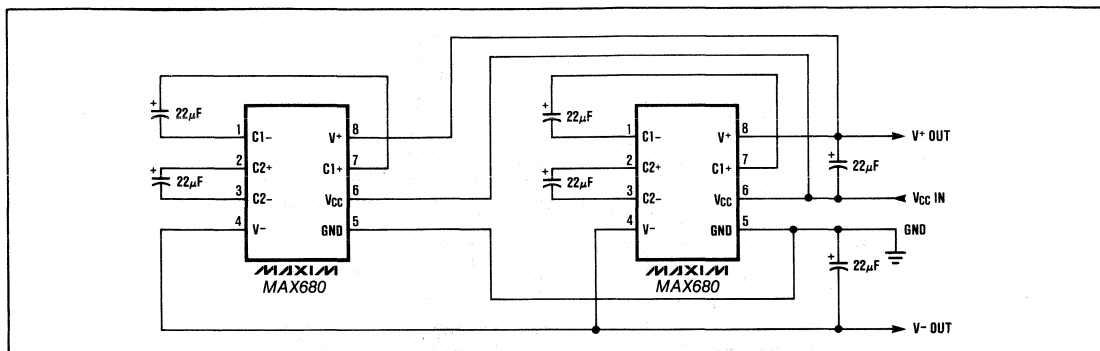 + 22µF
1 C1- V+ 8
2 C2+ C1+ 7
+ 22µF
3 C2- VCC 6
4 V- GND 5
MAXIM
MAX680
+ 22µF
1 C1- V+ 8
2 C2+ C1+ 7
+ 22µF
3 C2- VCC 6
4 V- GND 5
MAXIM
MAX680
V+ OUT
+ 22µF
VCC IN
GND
+ 22µF
V- OUT